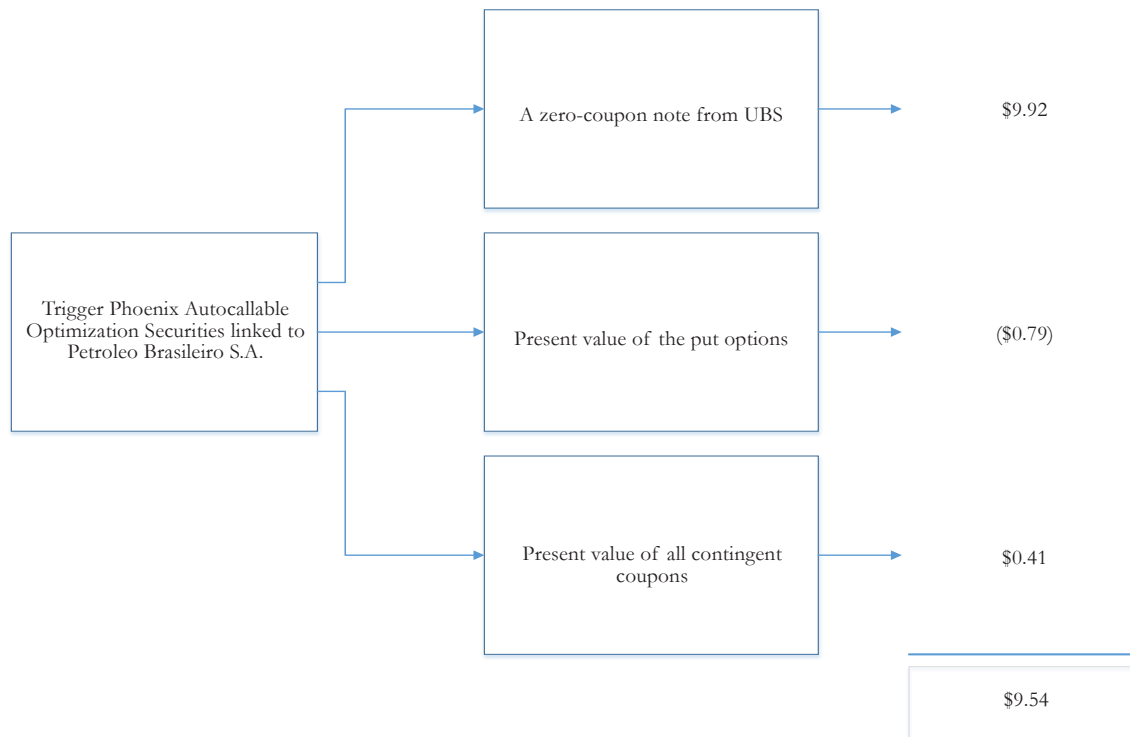 A zero-coupon note from UBS
$9.92
Trigger Phoenix Autocallable
Optimization Securities linked to
Petroleo Brasileiro S.A.
Present value of the put options
($0.79)
Present value of all contingent
coupons
$0.41
$9.54